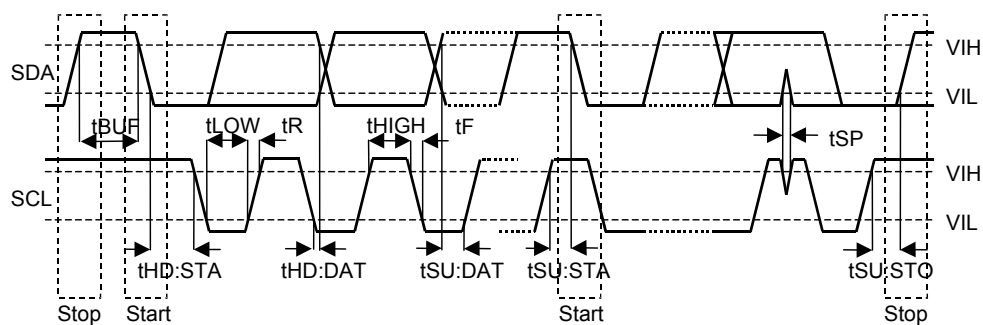 VIH
SDA
VIL
tBUF tLOW tR tHIGH tF tSP
VIH
SCL
VIL
tHD:STA tHD:DAT tSU:DAT tSU:STA tSU:STO
Stop Start Start Stop